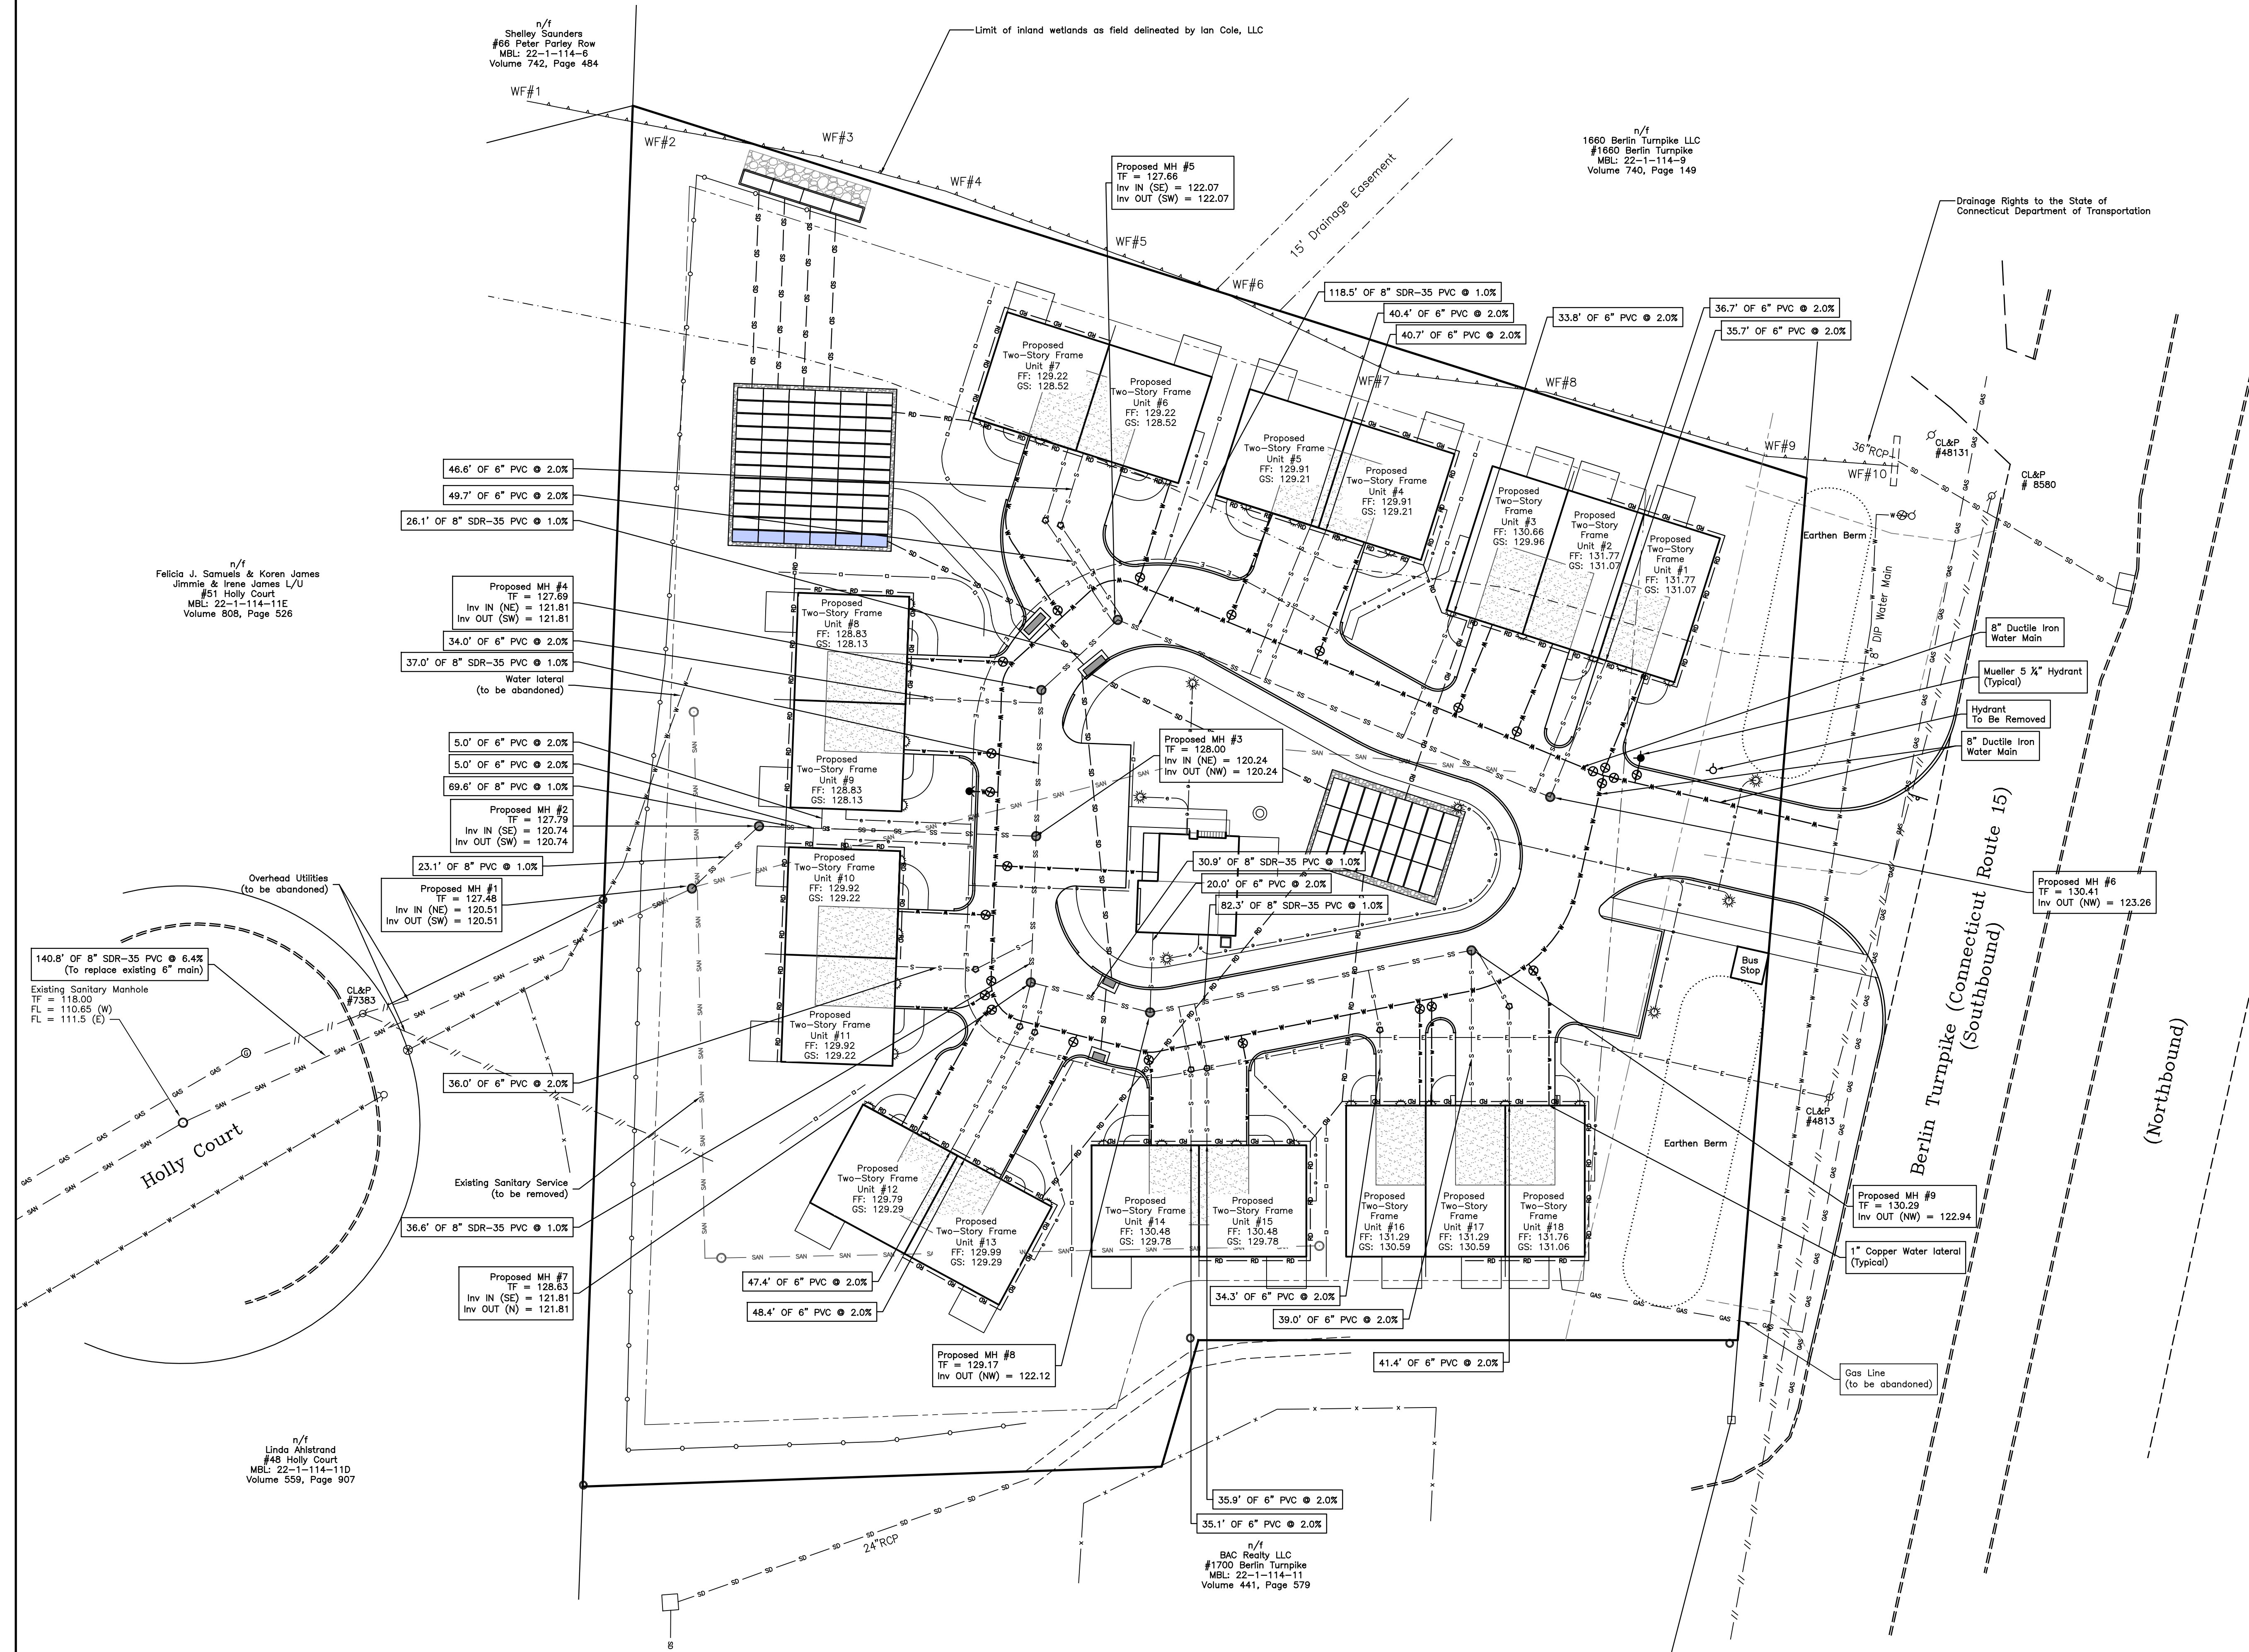 n/f
Shelley Saunders
#66 Peter Parley Row
MBL: 22-1-114-6
Volume 742, Page 484
Limit of inland wetlands as field delineated by Ian Cole, LLC
WF#1
WF#2
WF#3
WF#4
WF#5
WF#6
WF#7
WF#8
WF#9
WF#10
n/f
1660 Berlin Turnpike LLC
#1660 Berlin Turnpike
MBL: 22-1-114-9
Volume 740, Page 149
Proposed MH #5
TF = 127.66
Inv IN (SE) = 122.07
Inv OUT (SW) = 122.07
15' Drainage Easement
Drainage Rights to the State of
Connecticut Department of Transportation
118.5' OF 8" SDR-35 PVC @ 1.0%
40.4' OF 6" PVC @ 2.0%
40.7' OF 6" PVC @ 2.0%
33.8' OF 6" PVC @ 2.0%
36.7' OF 6" PVC @ 2.0%
35.7' OF 6" PVC @ 2.0%
Proposed
Two-Story Frame
Unit #7
FF: 129.22
GS: 128.52
Proposed
Two-Story Frame
Unit #6
FF: 129.22
GS: 128.52
Proposed
Two-Story Frame
Unit #5
FF: 129.91
GS: 129.21
Proposed
Two-Story Frame
Unit #4
FF: 129.91
GS: 129.21
Proposed
Two-Story
Frame
Unit #3
FF: 130.66
GS: 129.96
Proposed
Two-Story
Frame
Unit #2
FF: 131.77
GS: 131.07
Proposed
Two-Story
Frame
Unit #1
FF: 131.77
GS: 131.07
36"RCP
CL&P
#48131
CL&P
# 8580
Earthen Berm
8" DIP Water Main
46.6' OF 6" PVC @ 2.0%
49.7' OF 6" PVC @ 2.0%
26.1' OF 8" SDR-35 PVC @ 1.0%
n/f
Felicia J. Samuels & Koren James
Jimmie & Irene James L/U
#51 Holly Court
MBL: 22-1-114-11E
Volume 808, Page 526
Proposed MH #4
TF = 127.69
Inv IN (NE) = 121.81
Inv OUT (SW) = 121.81
34.0' OF 6" PVC @ 2.0%
37.0' OF 8" SDR-35 PVC @ 1.0%
Water lateral
(to be abandoned)
Proposed
Two-Story Frame
Unit #8
FF: 128.83
GS: 128.13
Proposed
Two-Story Frame
Unit #9
FF: 128.83
GS: 128.13
8" Ductile Iron
Water Main
Mueller 5 ¼" Hydrant
(Typical)
Hydrant
To Be Removed
8" Ductile Iron
Water Main
5.0' OF 6" PVC @ 2.0%
5.0' OF 6" PVC @ 2.0%
69.6' OF 8" PVC @ 1.0%
Proposed MH #2
TF = 127.79
Inv IN (SE) = 120.74
Inv OUT (SW) = 120.74
Proposed MH #3
TF = 128.00
Inv IN (NE) = 120.24
Inv OUT (NW) = 120.24
23.1' OF 8" PVC @ 1.0%
Proposed MH #1
TF = 127.48
Inv IN (NE) = 120.51
Inv OUT (SW) = 120.51
Overhead Utilities
(to be abandoned)
Proposed
Two-Story Frame
Unit #10
FF: 129.92
GS: 129.22
Proposed
Two-Story Frame
Unit #11
FF: 129.92
GS: 129.22
30.9' OF 8" SDR-35 PVC @ 1.0%
20.0' OF 6" PVC @ 2.0%
82.3' OF 8" SDR-35 PVC @ 1.0%
Proposed MH #6
TF = 130.41
Inv OUT (NW) = 123.26
Bus
Stop
140.8' OF 8" SDR-35 PVC @ 6.4%
(To replace existing 6" main)
Existing Sanitary Manhole
TF = 118.00
FL = 110.65 (W)
FL = 111.5 (E)
CL&P
#7383
Holly Court
Berlin Turnpike (Connecticut Route 15)
(Southbound)
(Northbound)
36.0' OF 6" PVC @ 2.0%
CL&P
#4813
Earthen Berm
Existing Sanitary Service
(to be removed)
36.6' OF 8" SDR-35 PVC @ 1.0%
Proposed MH #7
TF = 128.63
Inv IN (SE) = 121.81
Inv OUT (N) = 121.81
Proposed
Two-Story Frame
Unit #12
FF: 129.79
GS: 129.29
Proposed
Two-Story Frame
Unit #13
FF: 129.99
GS: 129.29
Proposed
Two-Story Frame
Unit #14
FF: 130.48
GS: 129.78
Proposed
Two-Story Frame
Unit #15
FF: 130.48
GS: 129.78
Proposed
Two-Story
Frame
Unit #16
FF: 131.29
GS: 130.59
Proposed
Two-Story
Frame
Unit #17
FF: 131.29
GS: 130.59
Proposed
Two-Story
Frame
Unit #18
FF: 131.76
GS: 131.06
Proposed MH #9
TF = 130.29
Inv OUT (NW) = 122.94
1" Copper Water lateral
(Typical)
47.4' OF 6" PVC @ 2.0%
48.4' OF 6" PVC @ 2.0%
34.3' OF 6" PVC @ 2.0%
39.0' OF 6" PVC @ 2.0%
Proposed MH #8
TF = 129.17
Inv OUT (NW) = 122.12
41.4' OF 6" PVC @ 2.0%
Gas Line
(to be abandoned)
n/f
Linda Ahlstrand
#48 Holly Court
MBL: 22-1-114-11D
Volume 559, Page 907
35.9' OF 6" PVC @ 2.0%
35.1' OF 6" PVC @ 2.0%
24"RCP
n/f
BAC Realty LLC
#1700 Berlin Turnpike
MBL: 22-1-114-11
Volume 441, Page 579